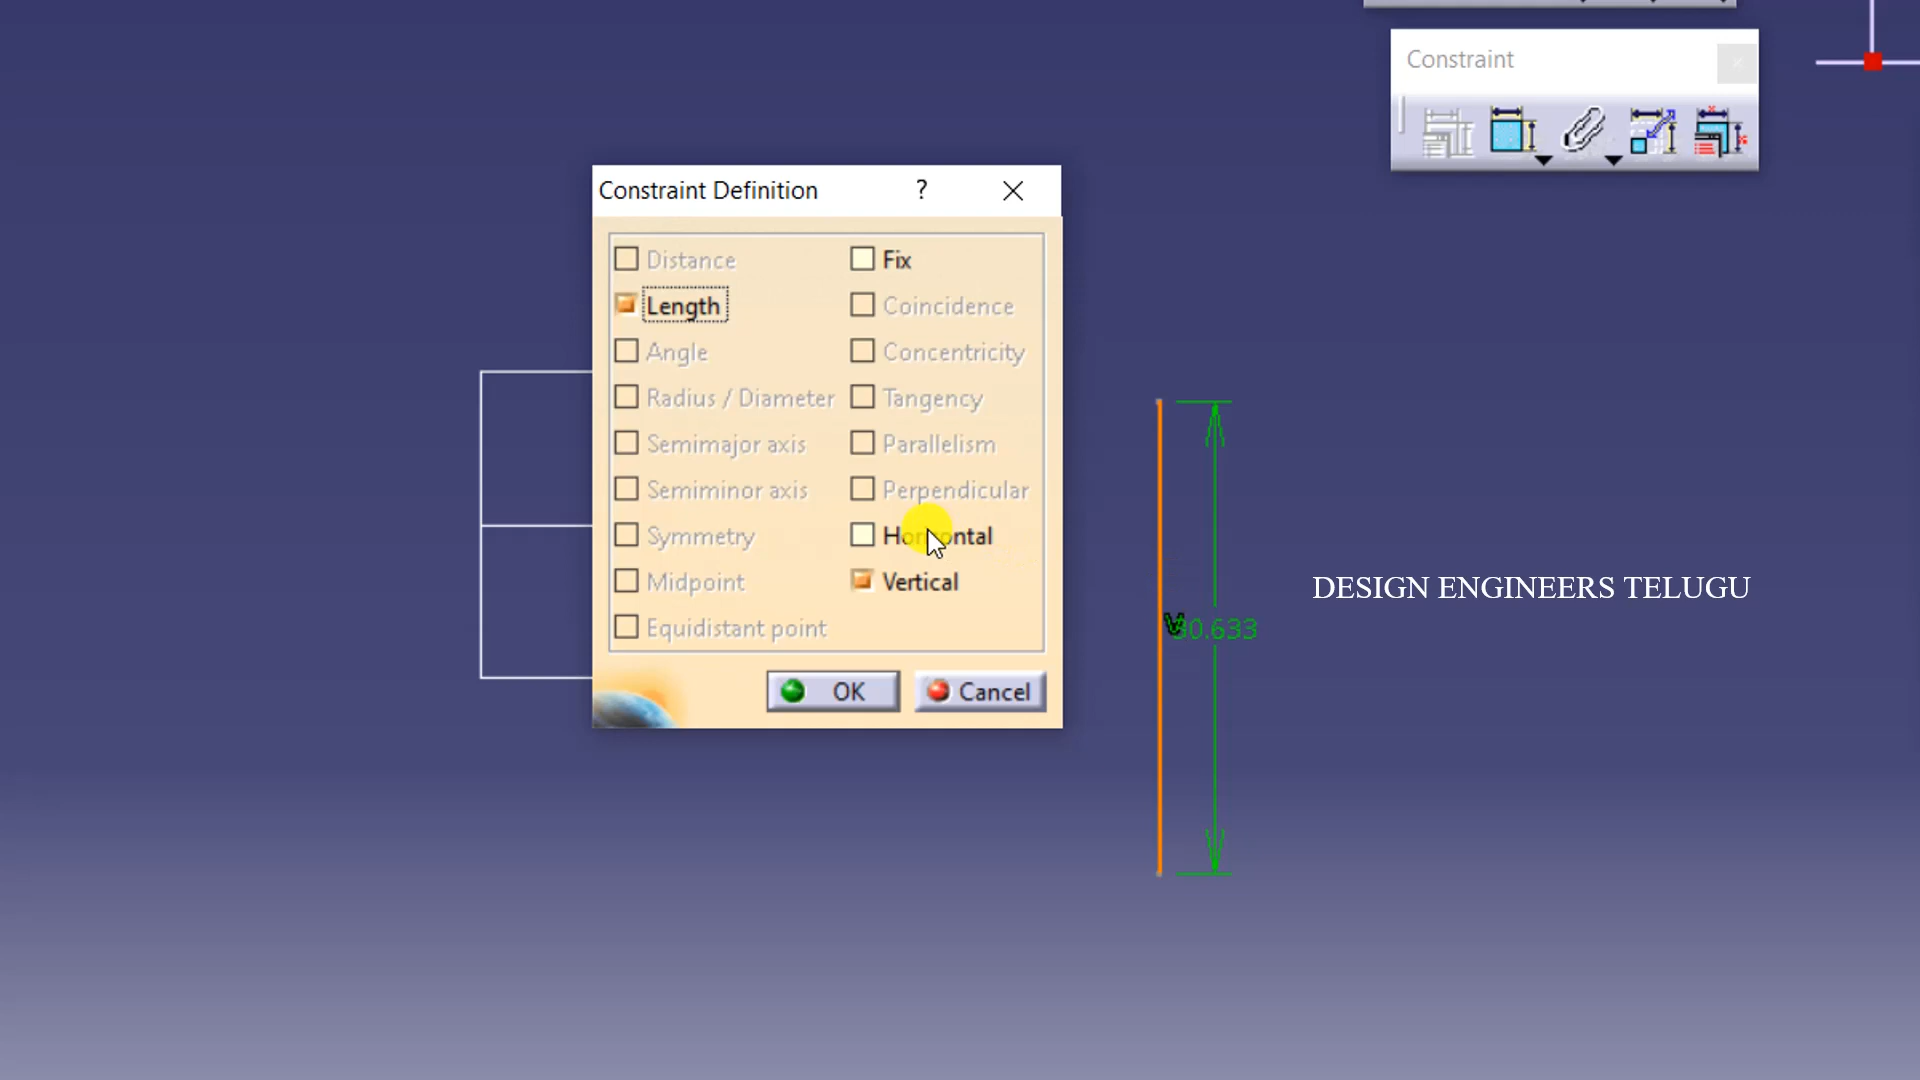 Constraint
Constraint Definition ?
Distance
Fix
Length
Coincidence
Angle
Concentricity
Radius / Diameter
Tangency
Semimajor axis
Parallelism
Semiminor axis
Perpendicular
Symmetry
Midpoint
Vertical
Equidistant point
OK
Cancel
DESIGN ENGINEERS TELUGU